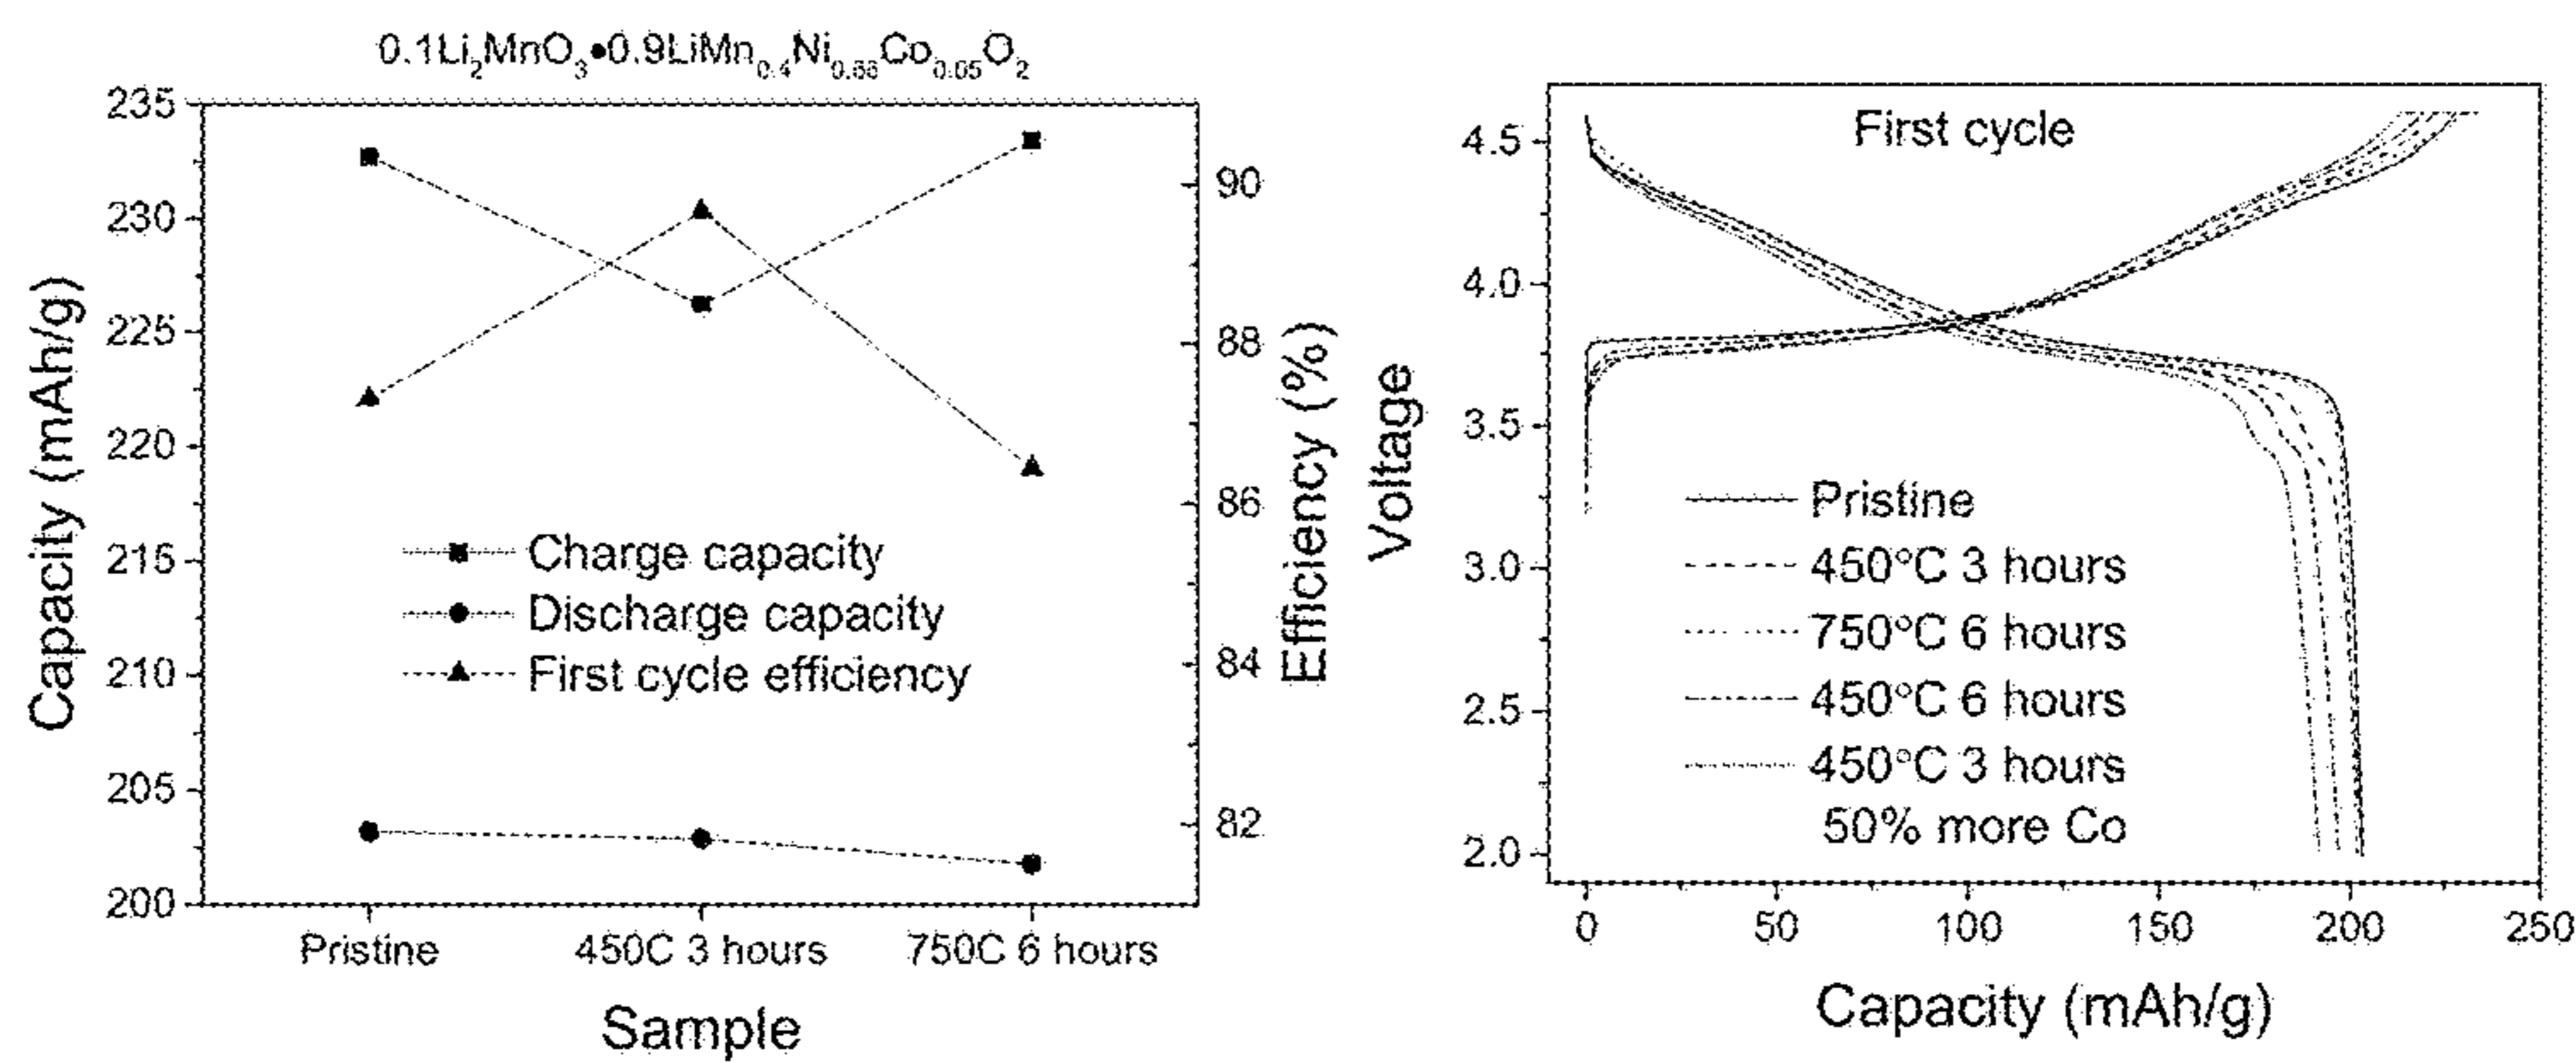 0.1Li₂MnO₃•0.9LiMn₀.₄Ni₀.₅₅Co₀.₀₅O₂
235
230
225
220
215
210
205
200
Capacity (mAh/g)
90
88
86
84
82
Efficiency (%)
Charge capacity
Discharge capacity
First cycle efficiency
Pristine 450C 3 hours 750C 6 hours
Sample
First cycle
4.5
4.0
3.5
3.0
2.5
2.0
Voltage
Pristine
450°C 3 hours
750°C 6 hours
450°C 6 hours
450°C 3 hours
50% more Co
0 50 100 150 200 250
Capacity (mAh/g)